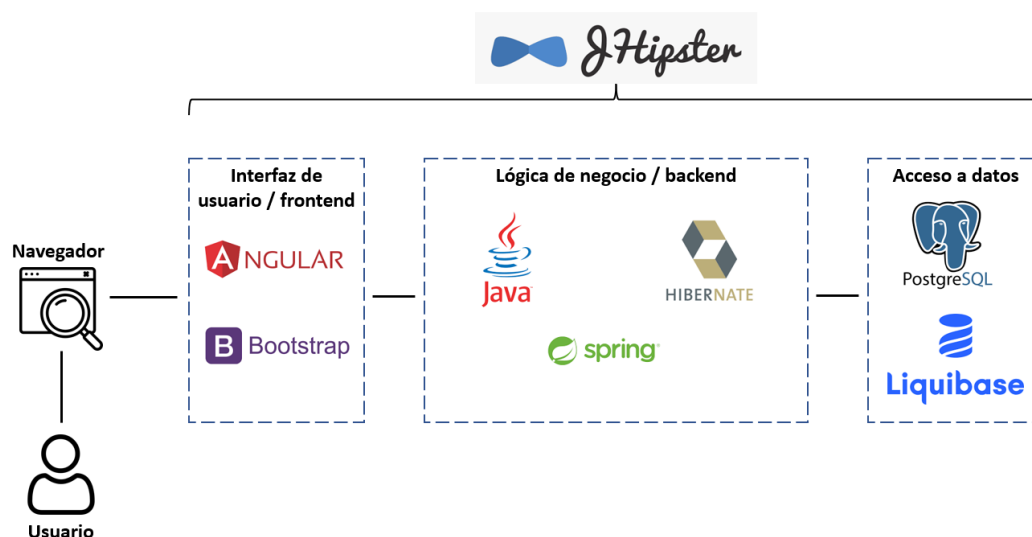 JHipster
Interfaz de
usuario / frontend
Lógica de negocio / backend
Acceso a datos
Navegador
ANGULAR
Java
HIBERNATE
PostgreSQL
Bootstrap
B
spring
Liquibase
Usuario